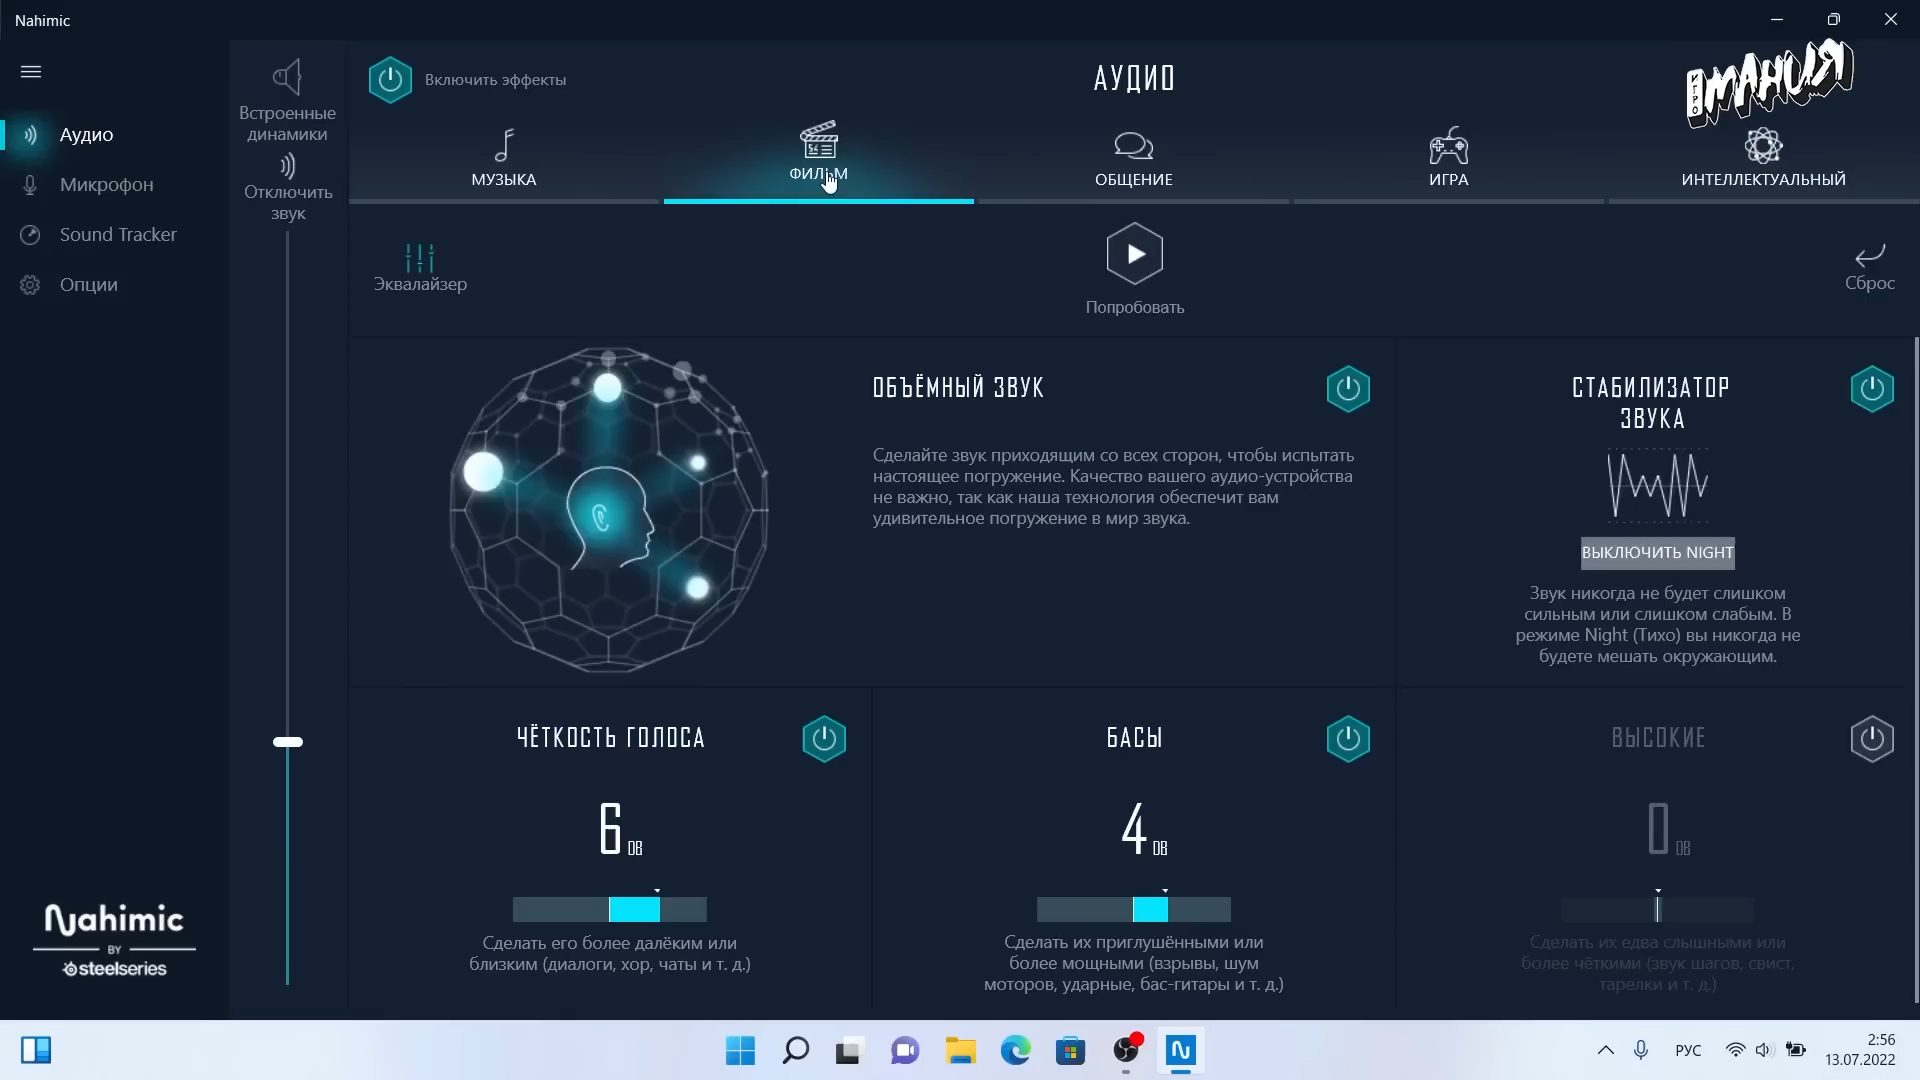 Nahimic
Включить эффекты
АУДИО
ИГРО
МАНИЯ
Встроенные
динамики
Отключить
звук
Аудио
Микрофон
Sound Tracker
Опции
МУЗЫКА
ФИЛЬМ
ОБЩЕНИЕ
ИГРА
ИНТЕЛЛЕКТУАЛЬНЫЙ
Эквалайзер
Попробовать
Сброс
ОБЪЁМНЫЙ ЗВУК
Сделайте звук приходящим со всех сторон, чтобы испытать
настоящее погружение. Качество вашего аудио-устройства
не важно, так как наша технология обеспечит вам
удивительное погружение в мир звука.
СТАБИЛИЗАТОР
ЗВУКА
ВЫКЛЮЧИТЬ NIGHT
Звук никогда не будет слишком
сильным или слишком слабым. В
режиме Night (Тихо) вы никогда не
будете мешать окружающим.
ЧЁТКОСТЬ ГОЛОСА
6 DB
Сделать его более далёким или
близким (диалоги, хор, чаты и т. д.)
БАСЫ
4 DB
Сделать их приглушёнными или
более мощными (взрывы, шум
моторов, ударные, бас-гитары и т. д.)
ВЫСОКИЕ
0 DB
Сделать их едва слышными или
более чёткими (звук шагов, свист,
тарелки и т. д.)
Nahimic
BY
steelseries
РУС
2:56
13.07.2022